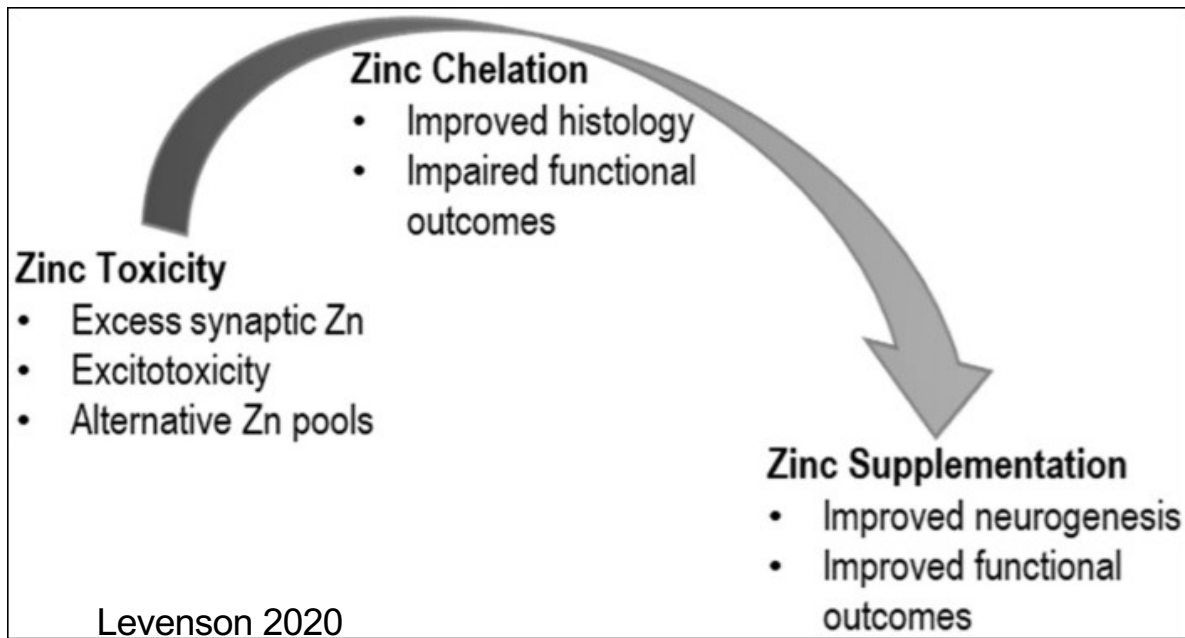 Zinc Chelation
• Improved histology
• Impaired functional
outcomes
Zinc Toxicity
• Excess synaptic Zn
• Excitotoxicity
• Alternative Zn pools
Zinc Supplementation
• Improved neurogenesis
• Improved functional
outcomes
Levenson 2020